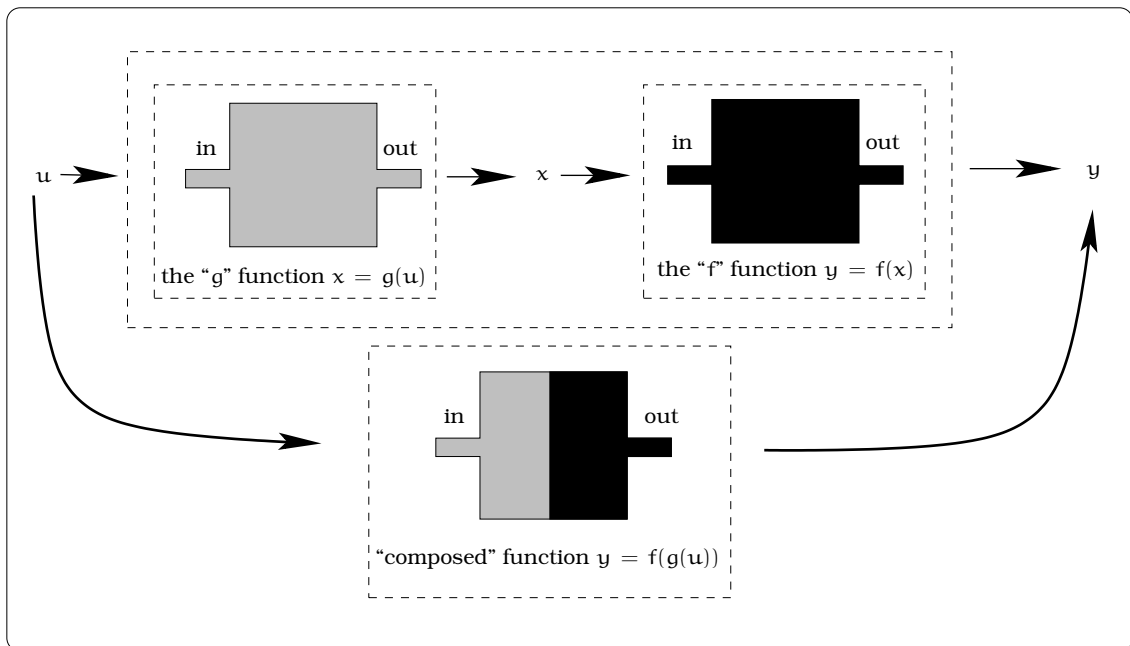 in
out
u
x
in
out
y
the “g” function x = g(u)
the “f” function y = f(x)
in
out
“composed” function y = f(g(u))